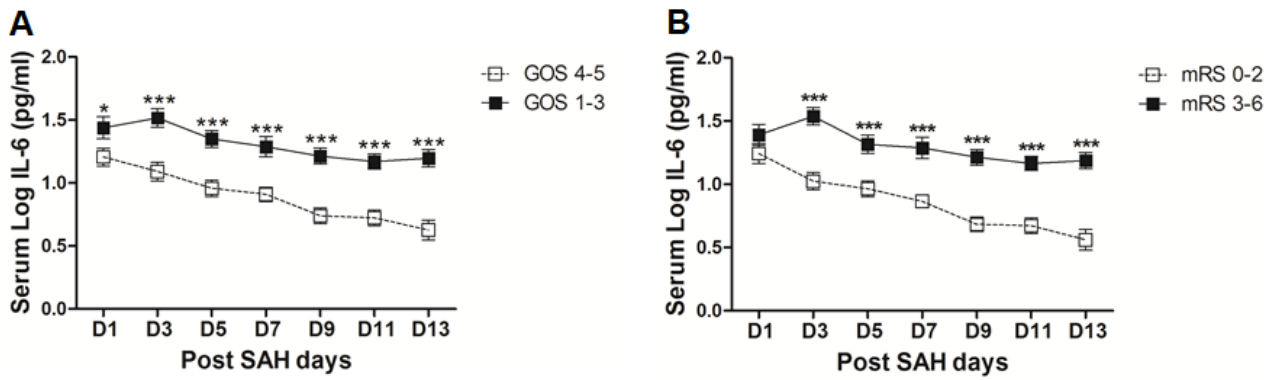 A
Serum Log IL-6 (pg/ml)
2.0
1.5
1.0
0.5
0.0
* *** *** *** *** *** ***
D1 D3 D5 D7 D9 D11 D13
Post SAH days
GOS 4-5
GOS 1-3
B
Serum Log IL-6 (pg/ml)
2.0
1.5
1.0
0.5
0.0
*** *** *** *** *** ***
D1 D3 D5 D7 D9 D11 D13
Post SAH days
mRS 0-2
mRS 3-6